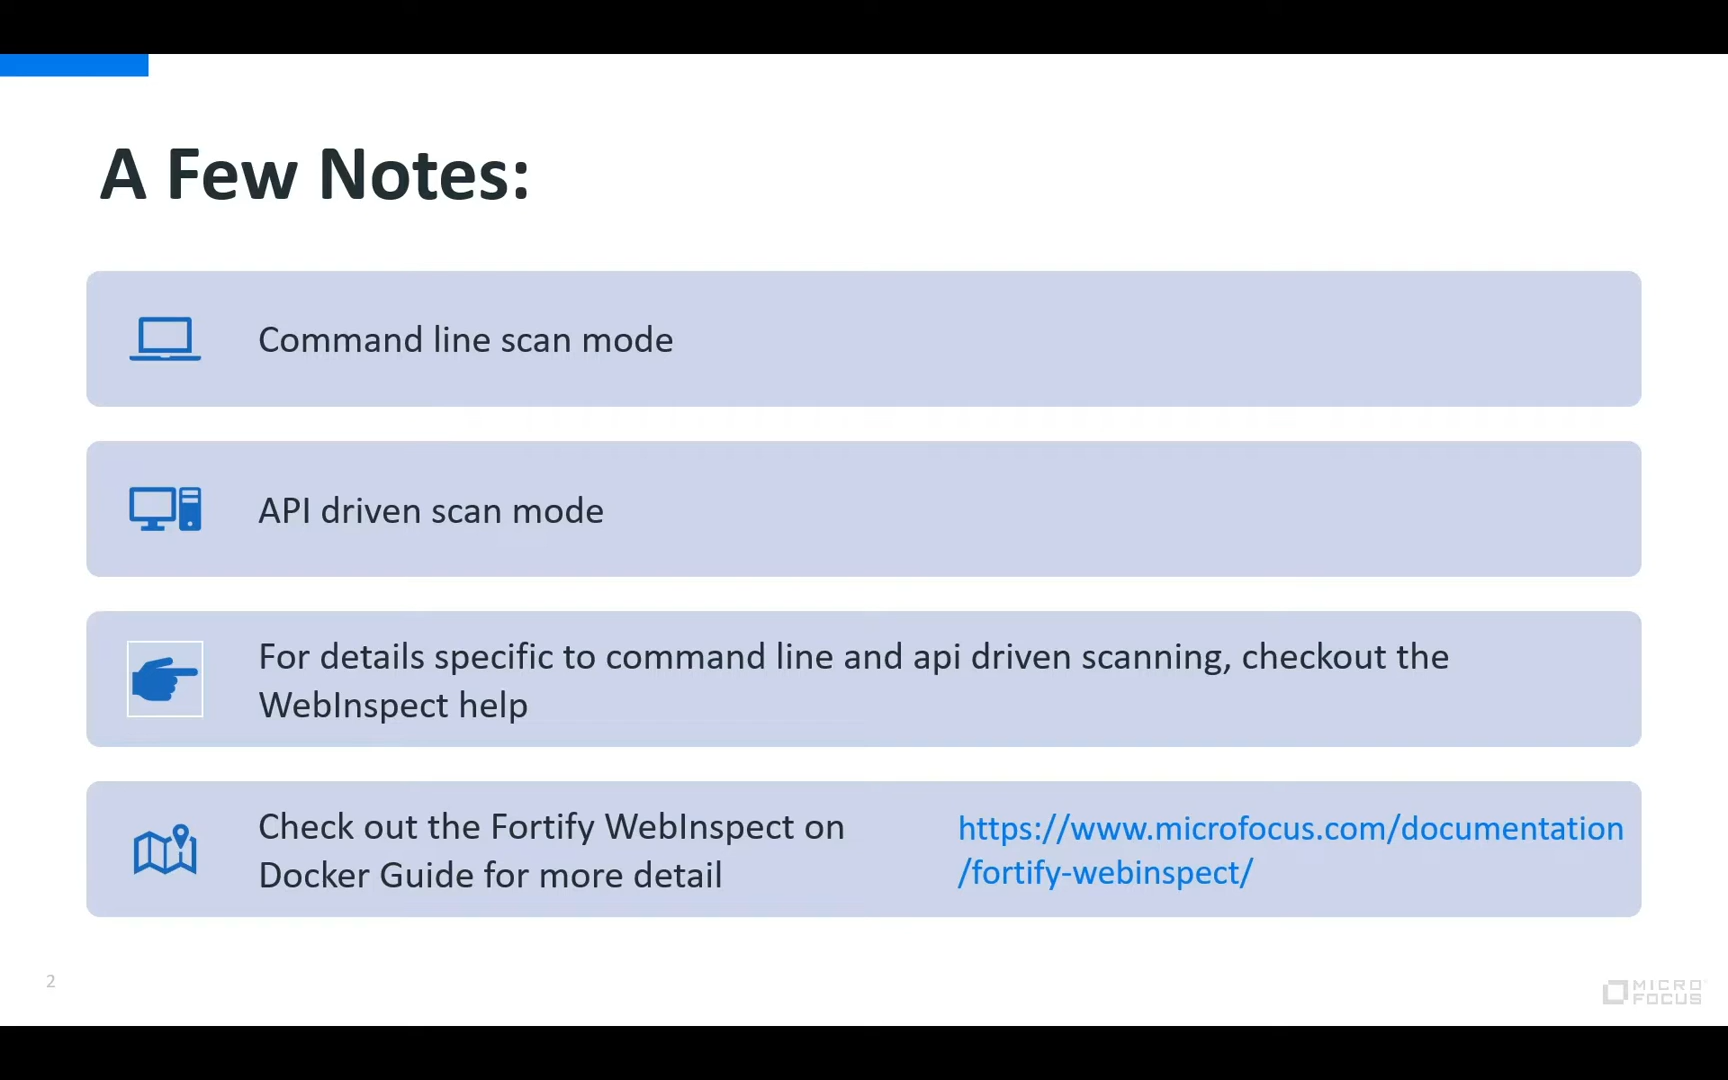 A Few Notes:
Command line scan mode
API driven scan mode
For details specific to command line and api driven scanning, checkout the
WebInspect help
Check out the Fortify WebInspect on
Docker Guide for more detail
https://www.microfocus.com/documentation
/fortify-webinspect/
2
MICRO
FOCUS